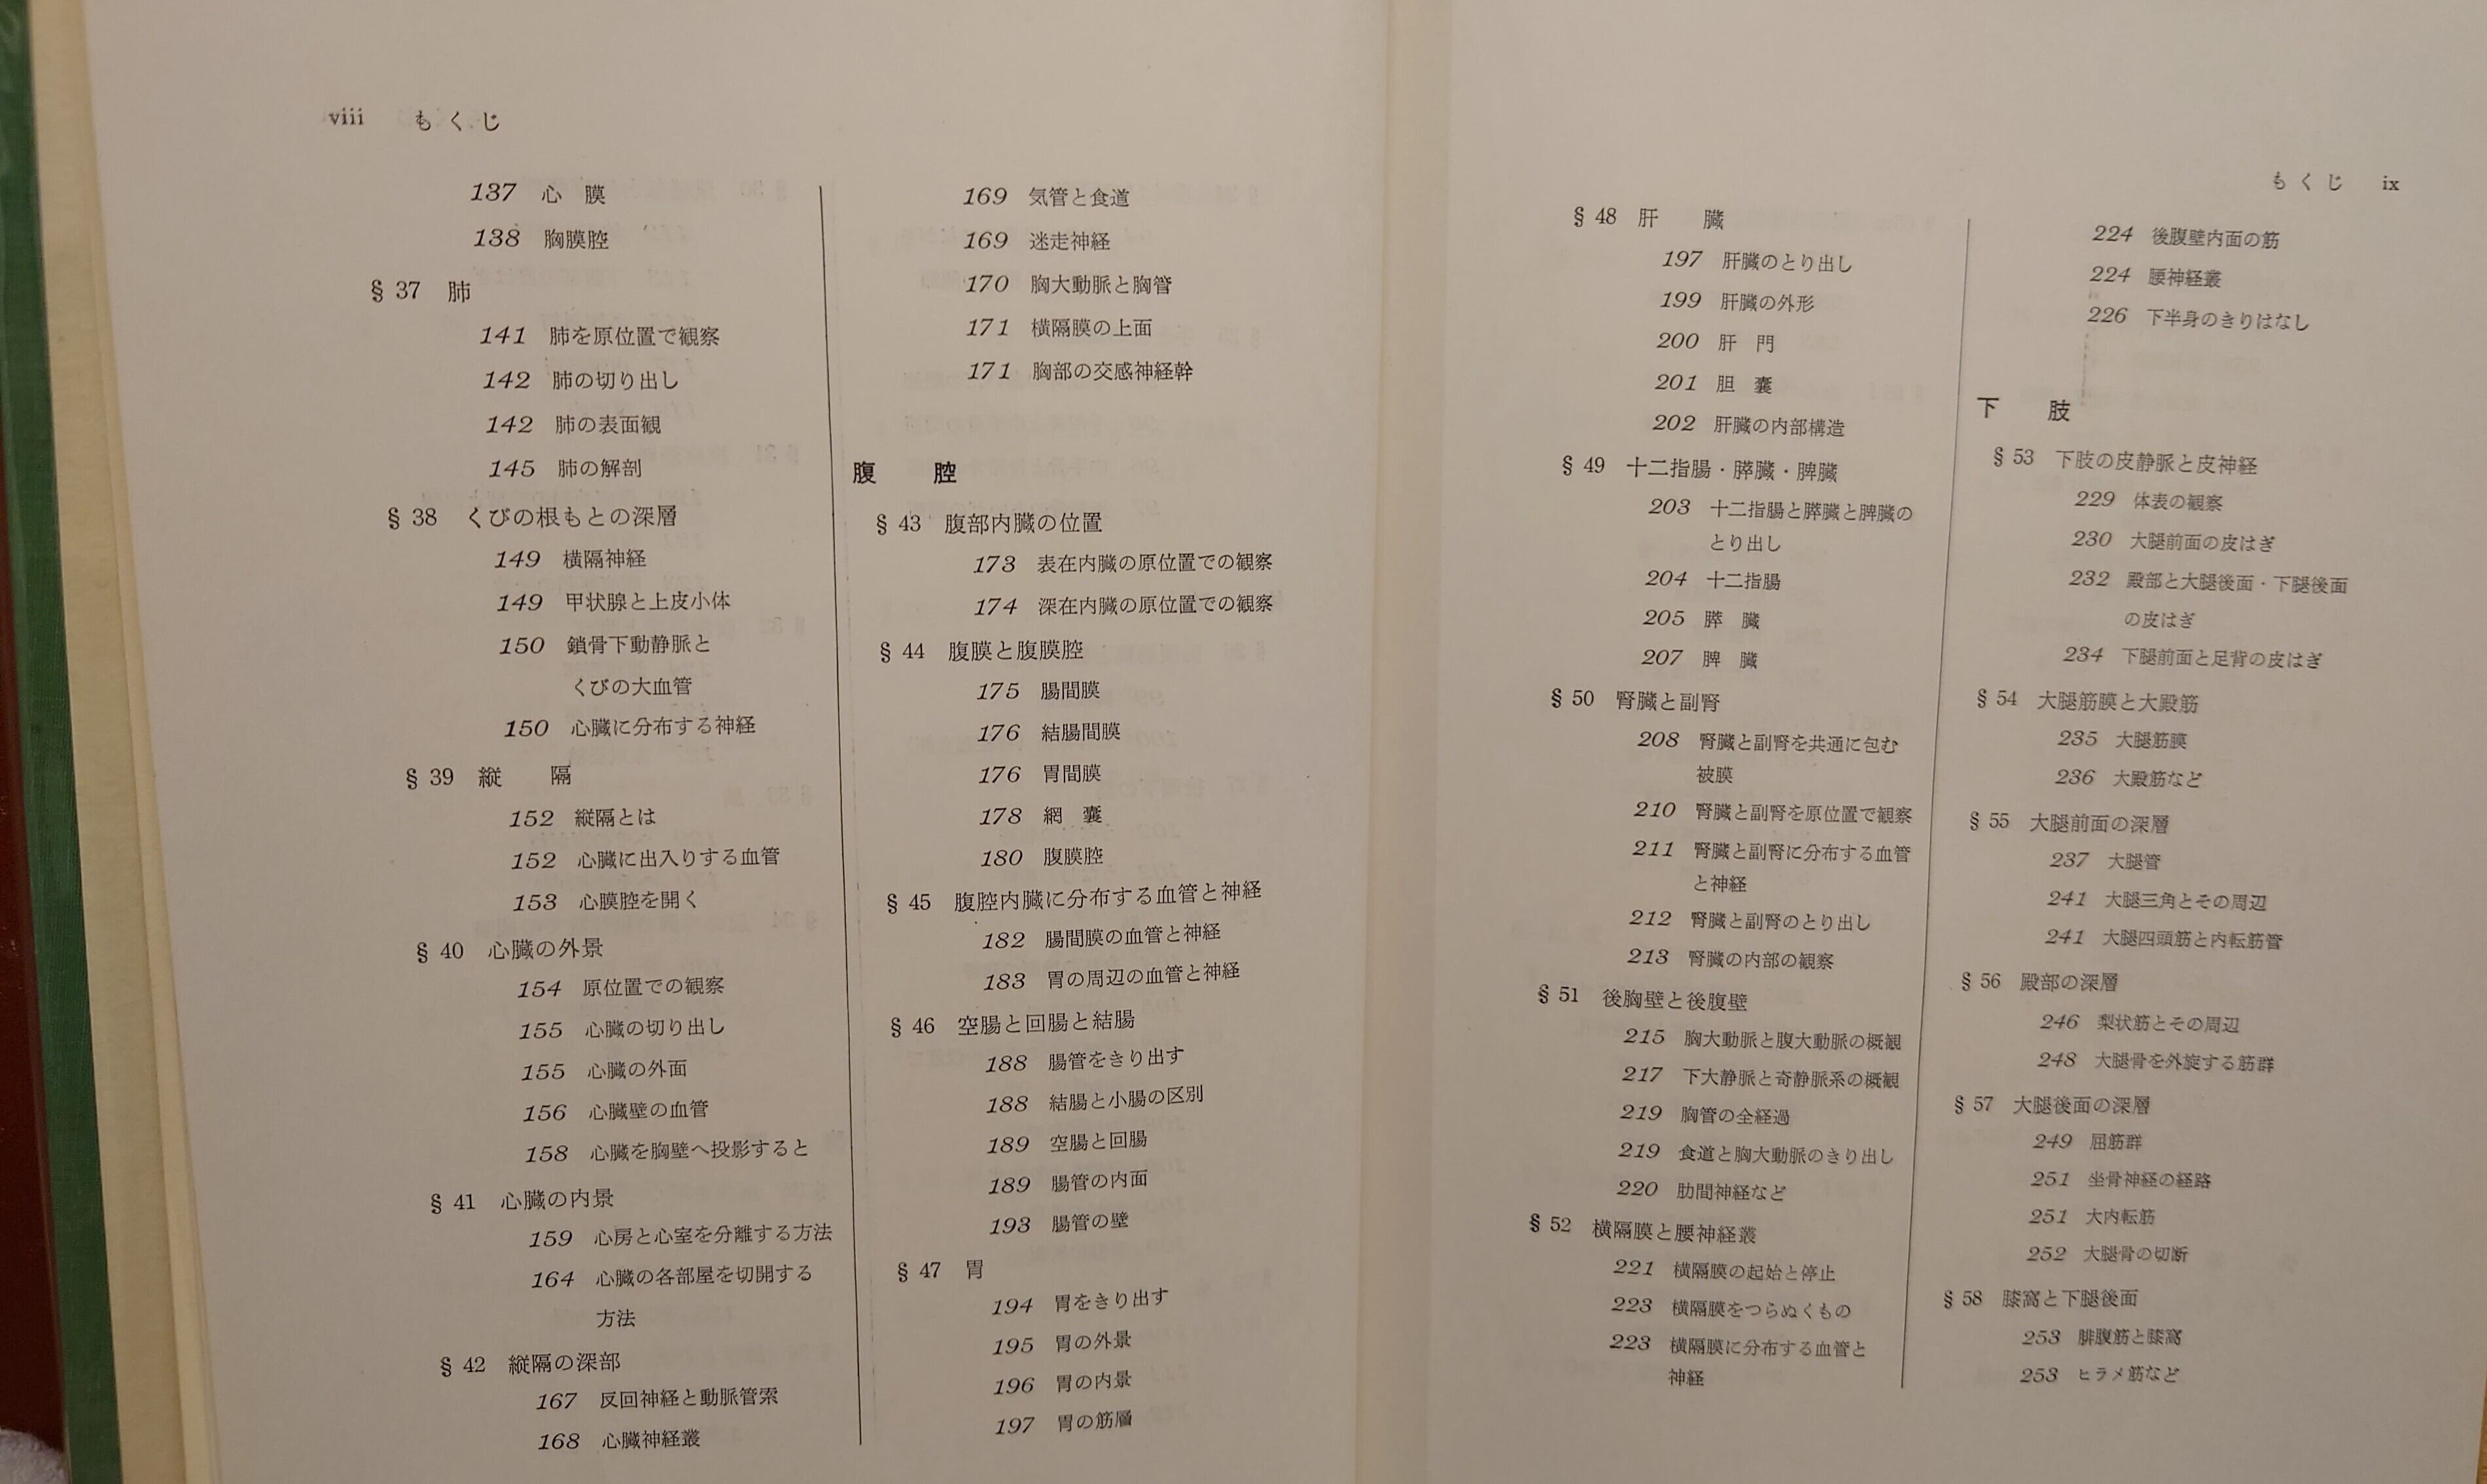 viii もくじ
137 心 膜
138 胸膜腔
§ 37 肺
141 肺を原位置で観察
142 肺の切り出し
142 肺の表面観
145 肺の解剖
§ 38 くびの根もとの深層
149 横隔神経
149 甲状腺と上皮小体
150 鎖骨下動静脈と
くびの大血管
150 心臓に分布する神経
§ 39 縦 隔
152 縦隔とは
152 心臓に出入りする血管
153 心膜腔を開く
§ 40 心臓の外景
154 原位置での観察
155 心臓の切り出し
155 心臓の外面
156 心臓壁の血管
158 心臓を胸壁へ投影すると
§ 41 心臓の内景
159 心房と心室を分離する方法
164 心臓の各部屋を切開する
方法
§ 42 縦隔の深部
167 反回神経と動脈管索
168 心臓神経叢
169 気管と食道
169 迷走神経
170 胸大動脈と胸管
171 横隔膜の上面
171 胸部の交感神経幹
腹 腔
§ 43 腹部内臓の位置
173 表在内臓の原位置での観察
174 深在内臓の原位置での観察
§ 44 腹膜と腹膜腔
175 腸間膜
176 結腸間膜
176 胃間膜
178 網 嚢
180 腹膜腔
§ 45 腹腔内臓に分布する血管と神経
182 腸間膜の血管と神経
183 胃の周辺の血管と神経
§ 46 空腸と回腸と結腸
188 腸管をきり出す
188 結腸と小腸の区別
189 空腸と回腸
189 腸管の内面
193 腸管の壁
§ 47 胃
194 胃をきり出す
195 胃の外景
196 胃の内景
197 胃の筋層
もくじ ix
§ 48 肝 臓
197 肝臓のとり出し
199 肝臓の外形
200 肝 門
201 胆 嚢
202 肝臓の内部構造
§ 49 十二指腸・膵臓・脾臓
203 十二指腸と膵臓と脾臓の
とり出し
204 十二指腸
205 膵 臓
207 脾 臓
§ 50 腎臓と副腎
208 腎臓と副腎を共通に包む
被膜
210 腎臓と副腎を原位置で観察
211 腎臓と副腎に分布する血管
と神経
212 腎臓と副腎のとり出し
213 腎臓の内部の観察
§ 51 後胸壁と後腹壁
215 胸大動脈と腹大動脈の概観
217 下大静脈と奇静脈系の概観
219 胸管の全経過
219 食道と胸大動脈のきり出し
220 肋間神経など
§ 52 横隔膜と腰神経叢
221 横隔膜の起始と停止
223 横隔膜をつらぬくもの
223 横隔膜に分布する血管と
神経
224 後腹壁内面の筋
224 腰神経叢
226 下半身のきりはなし
下 肢
§ 53 下肢の皮静脈と皮神経
229 体表の観察
230 大腿前面の皮はぎ
232 殿部と大腿後面・下腿後面
の皮はぎ
234 下腿前面と足背の皮はぎ
§ 54 大腿筋膜と大殿筋
235 大腿筋膜
236 大殿筋など
§ 55 大腿前面の深層
237 大腿管
241 大腿三角とその周辺
241 大腿四頭筋と内転筋管
§ 56 殿部の深層
246 梨状筋とその周辺
248 大腿骨を外旋する筋群
§ 57 大腿後面の深層
249 屈筋群
251 坐骨神経の経路
251 大内転筋
252 大腿骨の切断
§ 58 膝窩と下腿後面
253 腓腹筋と膝窩
253 ヒラメ筋など